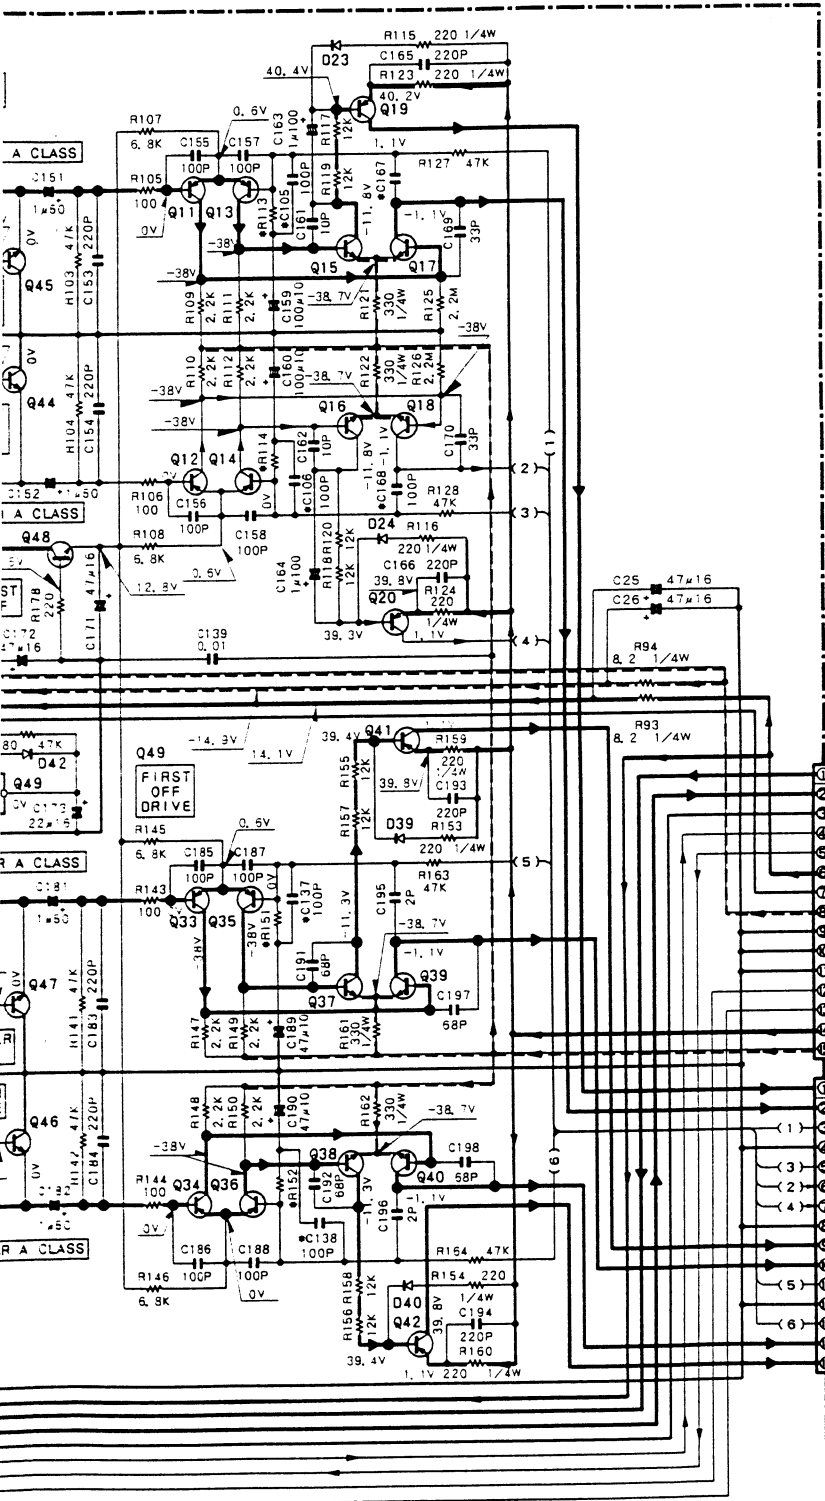 R115 220 1/4W
D23
C165 220P
R123 220 1/4W
40.4V
40.2V
Q19
R107
6.8K
0.6V
C163
1µ100
R117
12K
A CLASS
C155
100P
C157
100P
1.1V
R127 47K
C151
1µ50
R105
100
Q11
Q13
*R113
*C105
100P
R119
12K
-11.8V
*C167
100P
0V
C161
10P
-1.1V
C169
33P
0V
Q45
R103
47K
C153
220P
-38V
-38V
Q15
Q17
-38.7V
R109
2.2K
R111
2.2K
C159
100µ10
R121
330
1/4W
R125
2.2M
-38V
0V
Q44
R104
47K
C154
220P
R110
2.2K
R112
2.2K
C160
100µ10
R122
330
1/4W
R126
2.2M
-38.7V
-38V
-38V
Q16
Q18
C162
10P
-11.8V
-1.1V
C170
33P
(1)
Q12
Q14
*R114
0V
0V
*C106
100P
*C168
100P
(2)
C152 1µ50
R106
100
C156
100P
C158
100P
R128
47K
(3)
A CLASS
Q48
R108
6.8K
0.6V
12.8V
C164
1µ100
R118
12K
R120
12K
D24
R116
220 1/4W
C166 220P
39.8V
R124
220
1/4W
Q20
39.3V
1.1V
(4)
R178
220
C171
47µ16
C172
47µ16
C139
0.01
C25 47µ16
C26 47µ16
R94
8.2 1/4W
R93
8.2 1/4W
-14.9V
14.1V
80 47K
D42
Q49
0V
C173
22µ16
Q49
FIRST
OFF
DRIVE
39.4V
Q41
R159
220
1/4W
39.8V
C193
220P
R155
12K
R157
12K
D39
R153
220 1/4W
R145
6.8K
0.6V
R A CLASS
C185
100P
C187
100P
R163
47K
(5)
C181
1µ50
R143
100
0V
Q33
Q35
*R151
*C137
100P
-11.3V
C195
2P
-38.7V
-1.1V
-38V
-38V
C191
68P
Q37
Q39
C197
68P
0V
Q47
R141
47K
C183
220P
R147
2.2K
R149
2.2K
C189
47µ10
R161
330
1/4W
R148
2.2K
R150
2.2K
C190
47µ10
R162
330
1/4W
-38.7V
Q46
0V
R142
47K
C184
220P
-38V
Q38
Q40
C198
68P
(6)
C192
68P
-11.3V
-1.1V
C196
2P
C182
1µ50
R144
100
Q34
Q36
*R152
0V
*C138
100P
R A CLASS
C186
100P
C188
100P
R164 47K
R146
6.8K
0V
R158
12K
R156
12K
D40
R154 220
1/4W
39.8V
C194
220P
Q42
39.4V
R160
1.1V 220 1/4W
(1)
(3)
(2)
(4)
(5)
(6)